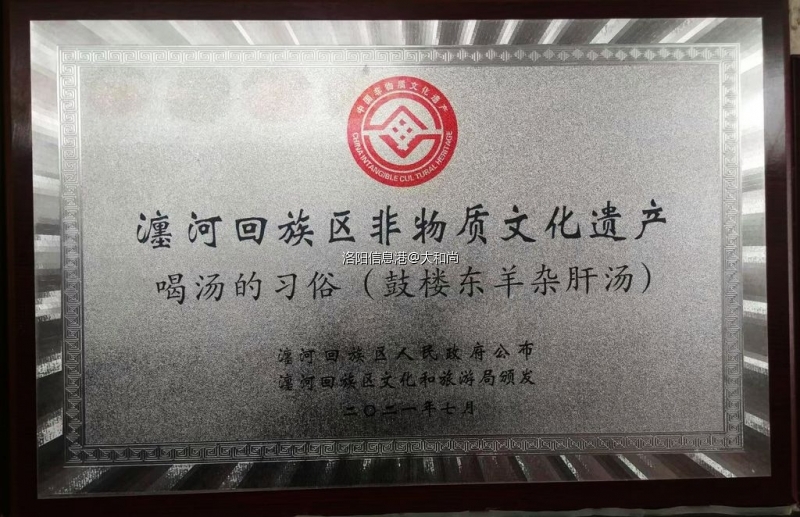 中国非物质文化遗产
CHINA INTANGIBLE CULTURAL HERITAGE
瀍河回族区非物质文化遗产
洛阳信息港@大和尚
喝汤的习俗（鼓楼东羊杂肝汤）
瀍河回族区人民政府公布
瀍河回族区文化和旅游局颁发
二〇二一年七月